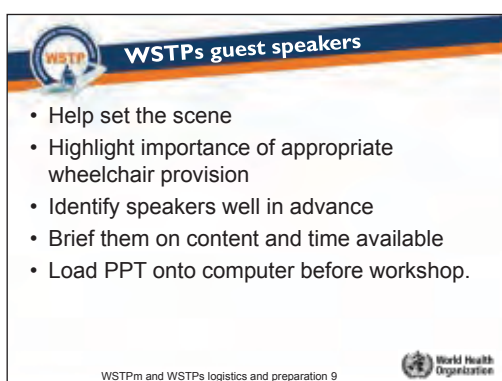 WSTP
WSTPs guest speakers
• Help set the scene
• Highlight importance of appropriate
wheelchair provision
• Identify speakers well in advance
• Brief them on content and time available
• Load PPT onto computer before workshop.
WSTPm and WSTPs logistics and preparation 9
World Health
Organization